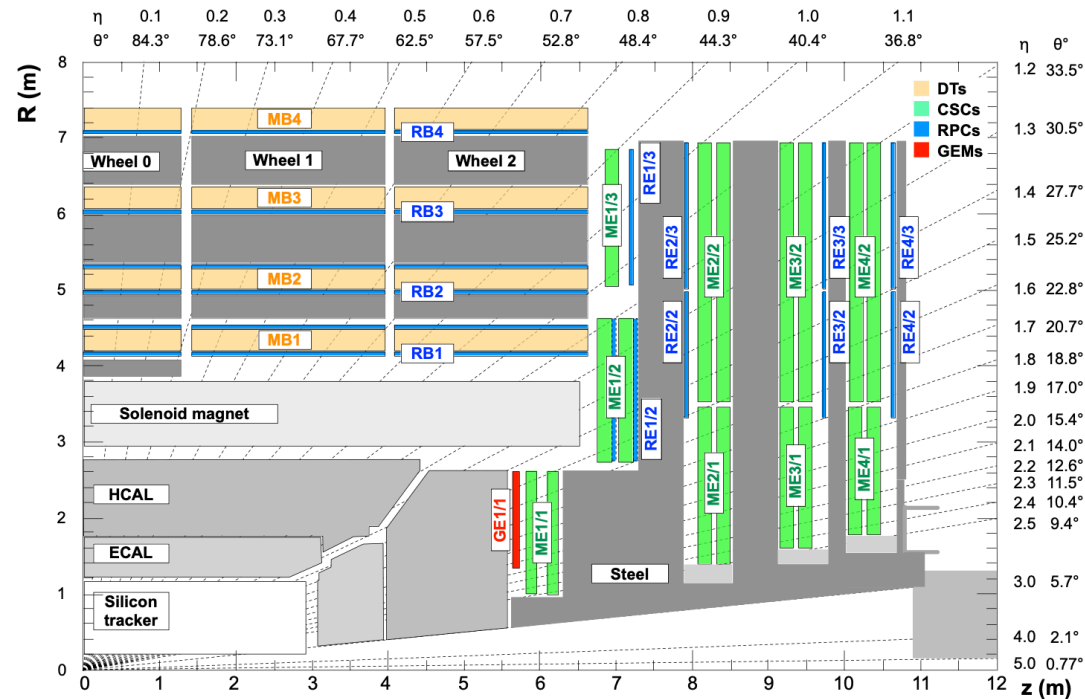 η 0.1 0.2 0.3 0.4 0.5 0.6 0.7 0.8 0.9 1.0 1.1
θ° 84.3° 78.6° 73.1° 67.7° 62.5° 57.5° 52.8° 48.4° 44.3° 40.4° 36.8° η θ°
R (m)
8
7
6
5
4
3
2
1
0
1.2 33.5°
1.3 30.5°
1.4 27.7°
1.5 25.2°
1.6 22.8°
1.7 20.7°
1.8 18.8°
1.9 17.0°
2.0 15.4°
2.1 14.0°
2.2 12.6°
2.3 11.5°
2.4 10.4°
2.5 9.4°
3.0 5.7°
4.0 2.1°
5.0 0.77°
DTs
CSCs
RPCs
GEMs
MB4
RB4
Wheel 0
Wheel 1
Wheel 2
MB3
RB3
MB2
RB2
MB1
RB1
Solenoid magnet
HCAL
ECAL
Silicon
tracker
Steel
GE1/1
ME1/1
ME1/2
ME1/3
RE1/3
RE1/2
RE2/3
RE2/2
ME2/2
ME2/1
ME3/2
ME3/1
RE3/3
RE3/2
ME4/2
ME4/1
RE4/3
RE4/2
0 1 2 3 4 5 6 7 8 9 10 11 12
z (m)